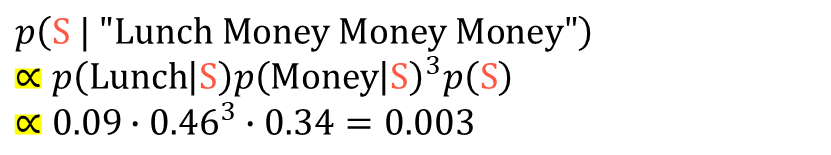 p(S | "Lunch Money Money Money")
∝ p(Lunch|S)p(Money|S)³p(S)
∝ 0.09 · 0.46³ · 0.34 = 0.003